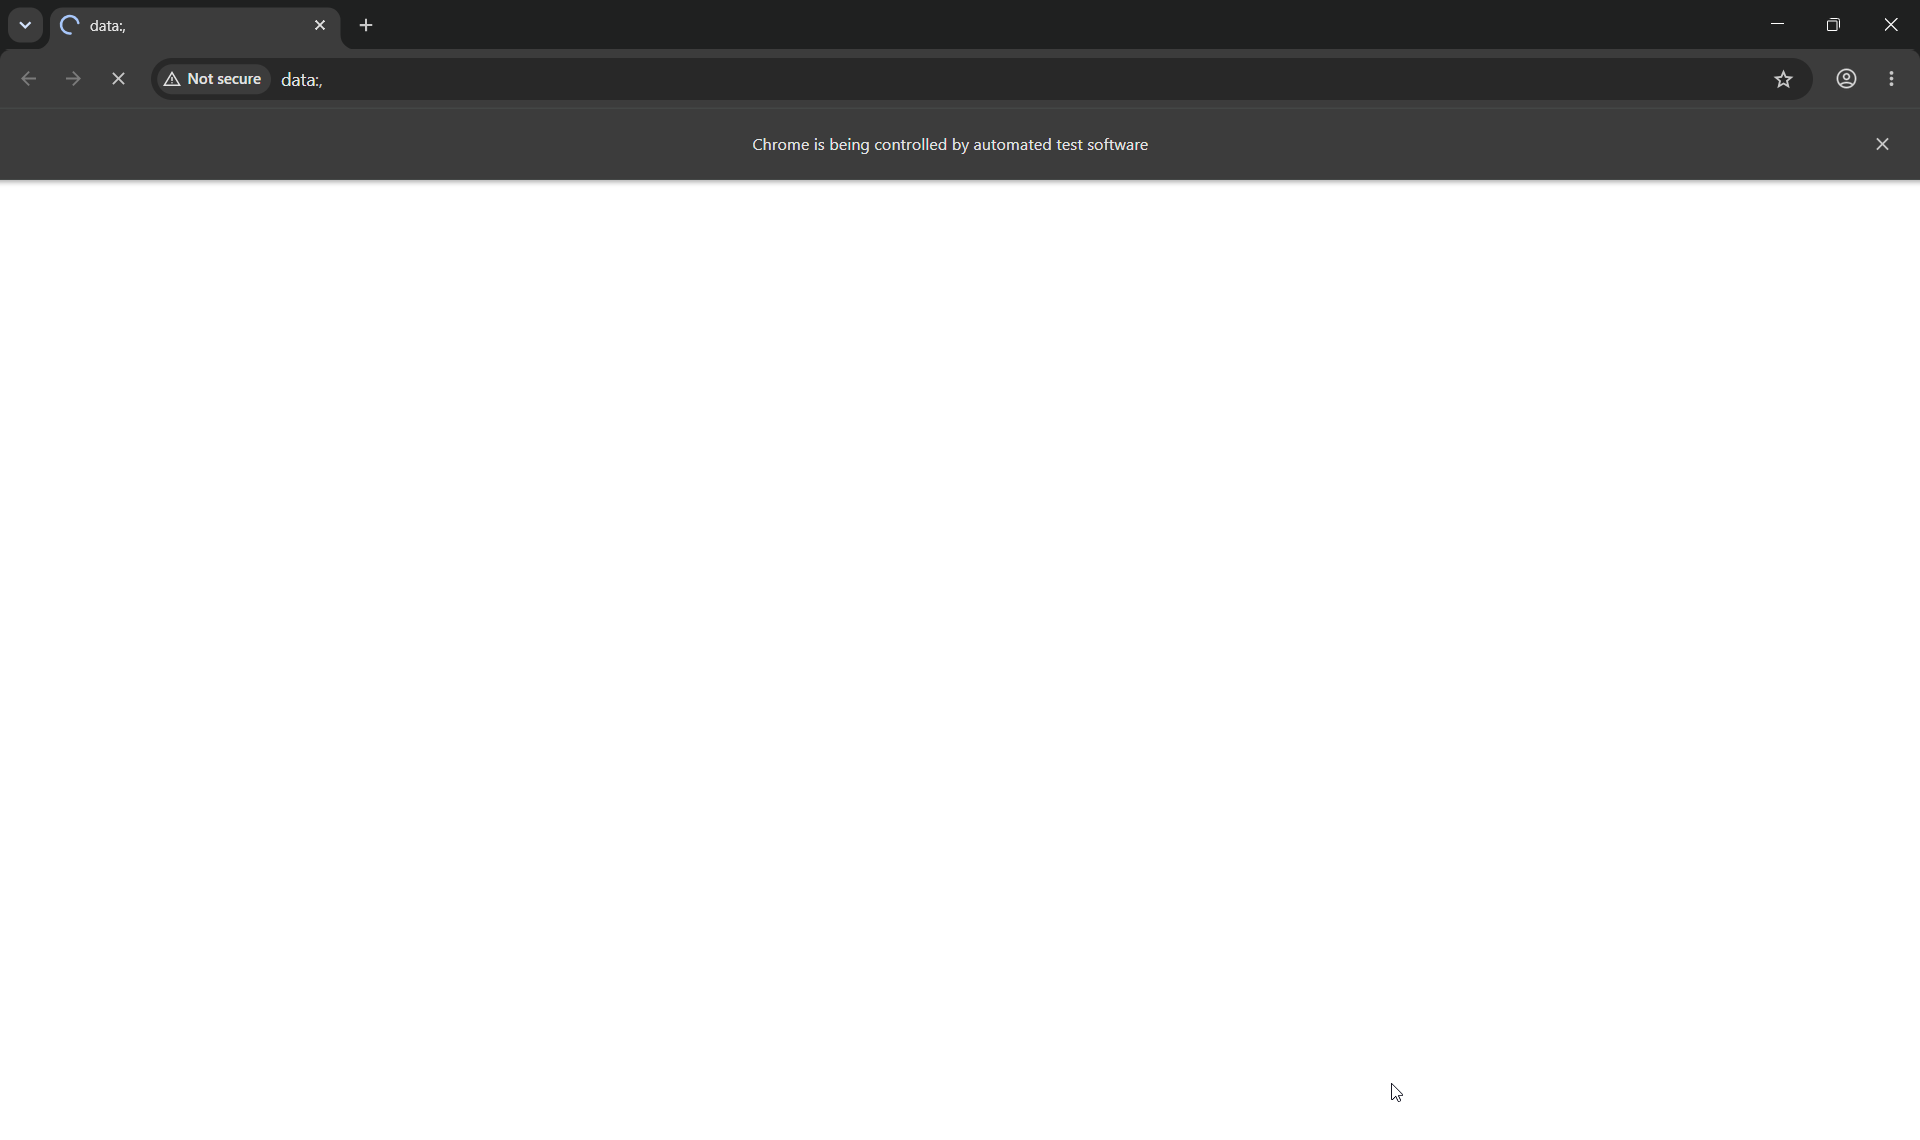 data:,
Not secure data:,
Chrome is being controlled by automated test software